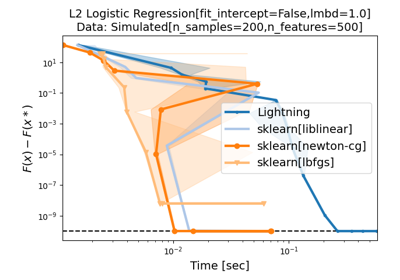 L2 Logistic Regression[fit_intercept=False,lmbd=1.0]
Data: Simulated[n_samples=200,n_features=500]
10¹
10⁻¹
10⁻³
10⁻⁵
10⁻⁷
10⁻⁹
F(x) − F(x*)
Lightning
sklearn[liblinear]
sklearn[newton-cg]
sklearn[lbfgs]
10⁻²
10⁻¹
Time [sec]